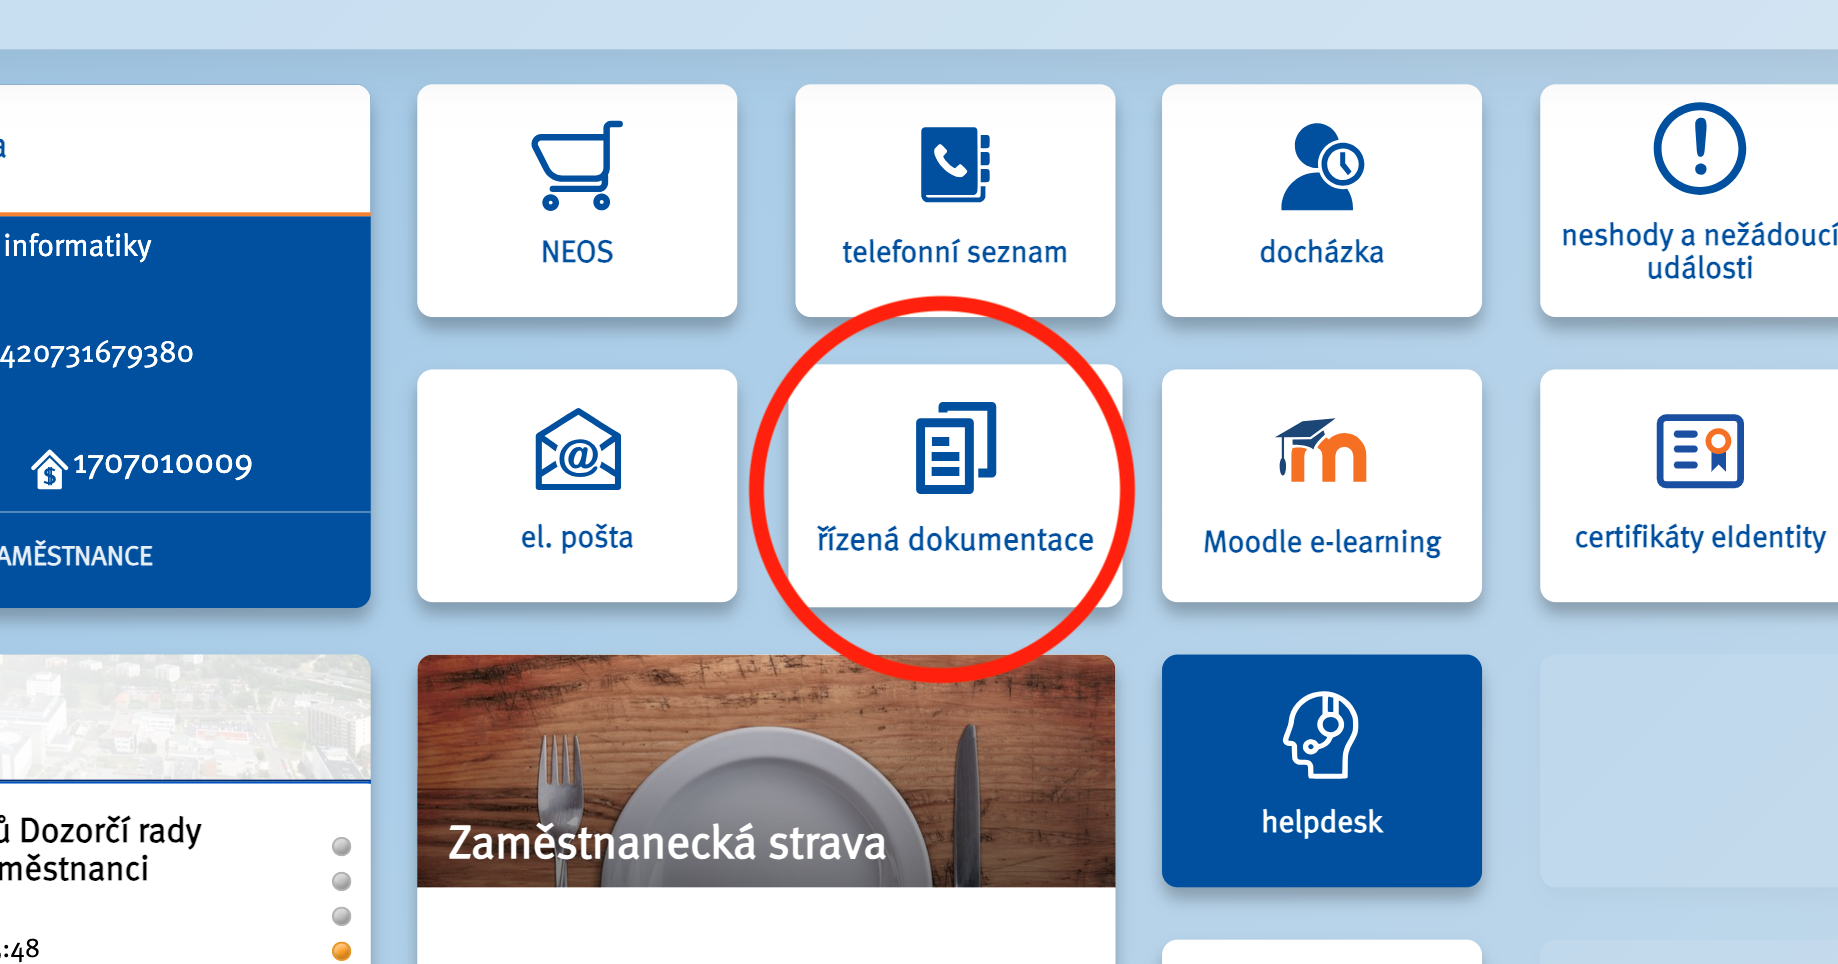 a
informatiky
420731679380
1707010009
AMĚSTNANCE
NEOS
telefonní seznam
docházka
neshody a nežádoucí
události
el. pošta
řízená dokumentace
Moodle e-learning
certifikáty eIdentity
ů Dozorčí rady
městnanci
:48
Zaměstnanecká strava
helpdesk